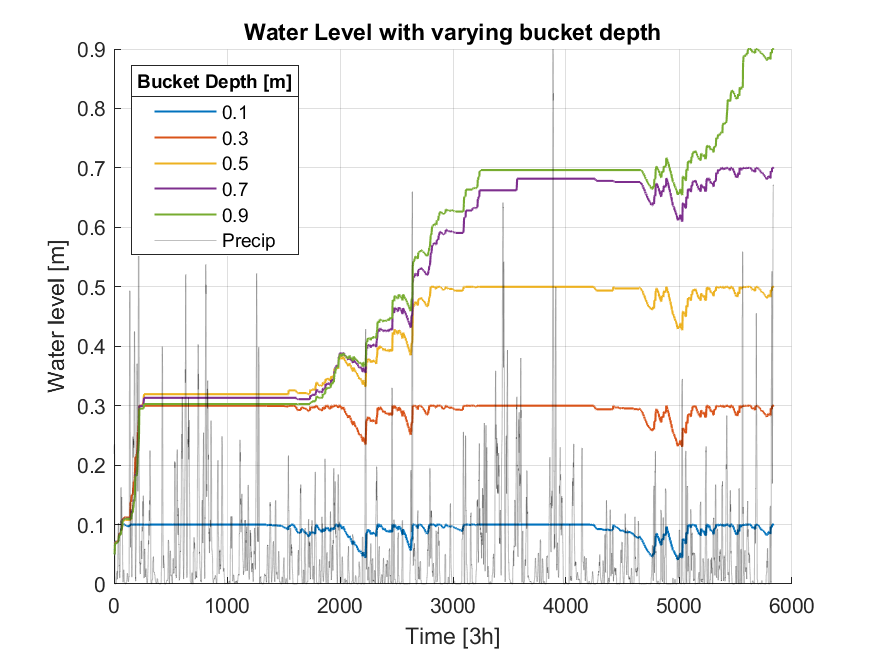 Water Level with varying bucket depth
0.9
0.8
0.7
0.6
0.5
0.4
0.3
0.2
0.1
0
Water level [m]
Bucket Depth [m]
0.1
0.3
0.5
0.7
0.9
Precip
0 1000 2000 3000 4000 5000 6000
Time [3h]